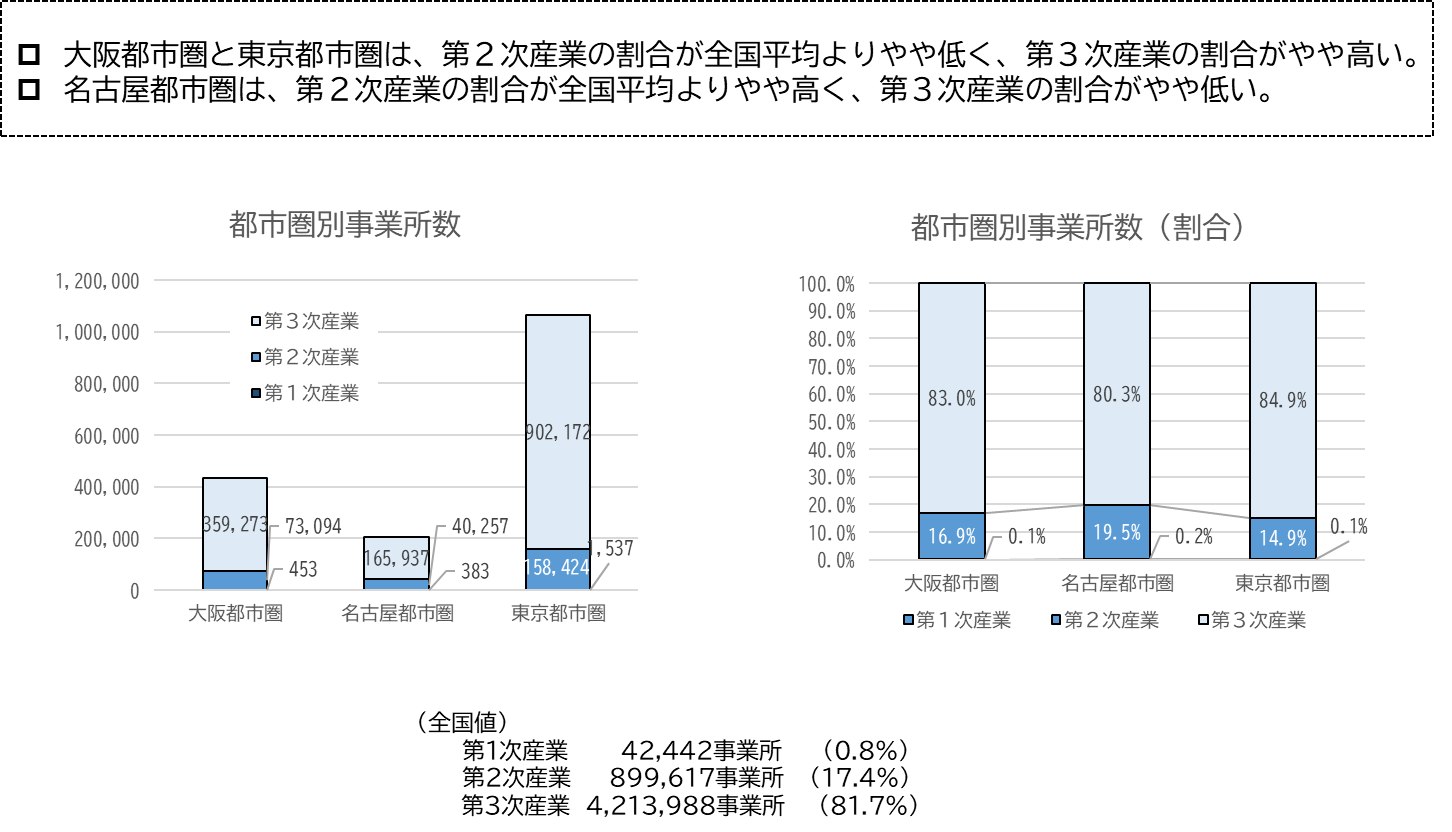 大阪都市圏と東京都市圏は、第２次産業の割合が全国平均よりやや低く、第３次産業の割合がやや高い。
名古屋都市圏は、第２次産業の割合が全国平均よりやや高く、第３次産業の割合がやや低い。
都市圏別事業所数
1,200,000
1,000,000
800,000
600,000
400,000
200,000
0
第３次産業
第２次産業
第１次産業
359,273
73,094
453
165,937
40,257
383
902,172
158,424
1,537
大阪都市圏
名古屋都市圏
東京都市圏
都市圏別事業所数（割合）
100.0%
90.0%
80.0%
70.0%
60.0%
50.0%
40.0%
30.0%
20.0%
10.0%
0.0%
83.0%
16.9%
0.1%
80.3%
19.5%
0.2%
84.9%
14.9%
0.1%
大阪都市圏
名古屋都市圏
東京都市圏
第１次産業
第２次産業
第３次産業
（全国値）
第1次産業 42,442事業所 （0.8%）
第2次産業 899,617事業所 （17.4%）
第3次産業 4,213,988事業所 （81.7%）